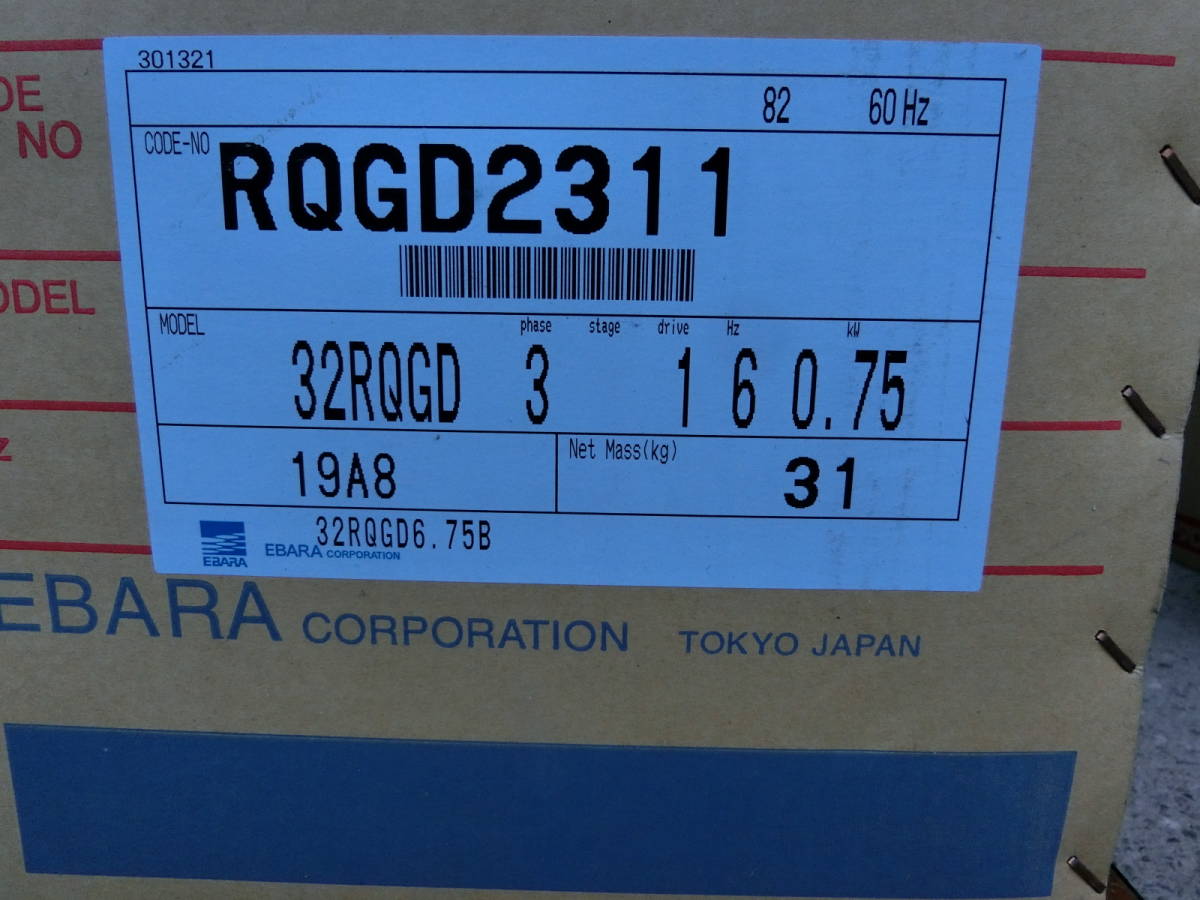 301321
82 60Hz
CODE-NO
RQGD2311
MODEL phase stage drive Hz kW
32RQGD 3 1 6 0.75
19A8
Net Mass(kg)
31
32RQGD6.75B
EBARA
EBARA CORPORATION
DE
NO
ODEL
z
EBARA CORPORATION TOKYO JAPAN